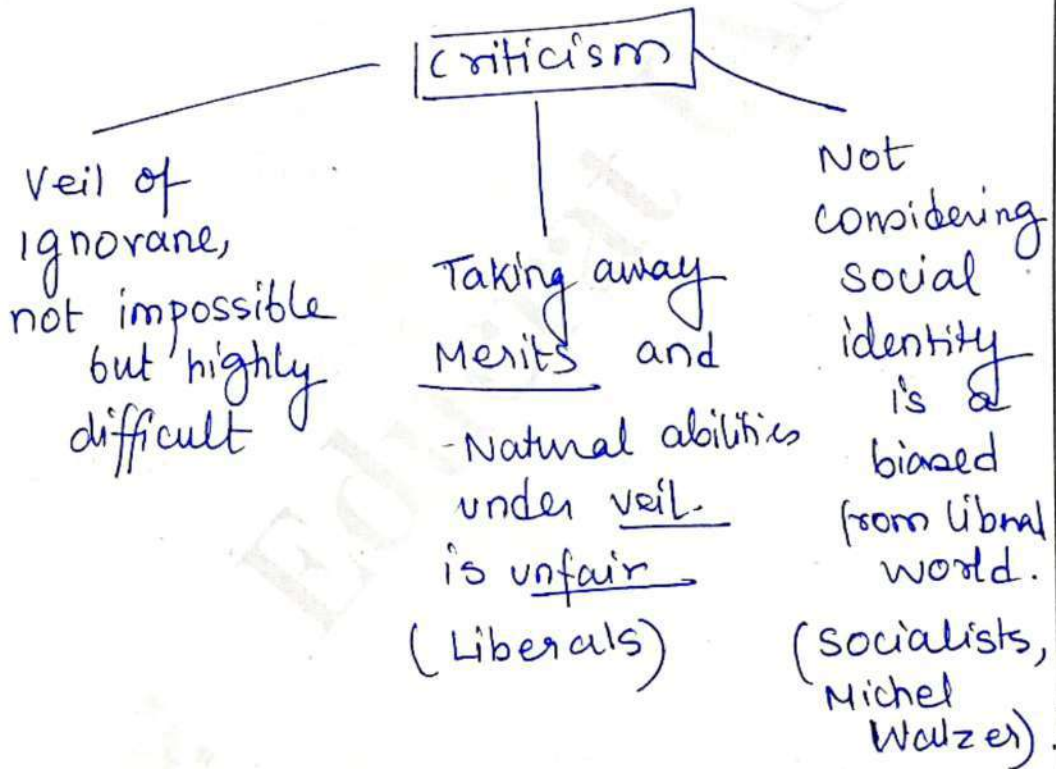 Criticism
Veil of
ignorane,
not impossible
but highly
difficult
Taking away
Merits and
-Natural abilities
under veil.
is unfair
(Liberals)
Not
considering
social
identity
is a
biased
from libral
world.
(Socialists,
Michel
Walzer).